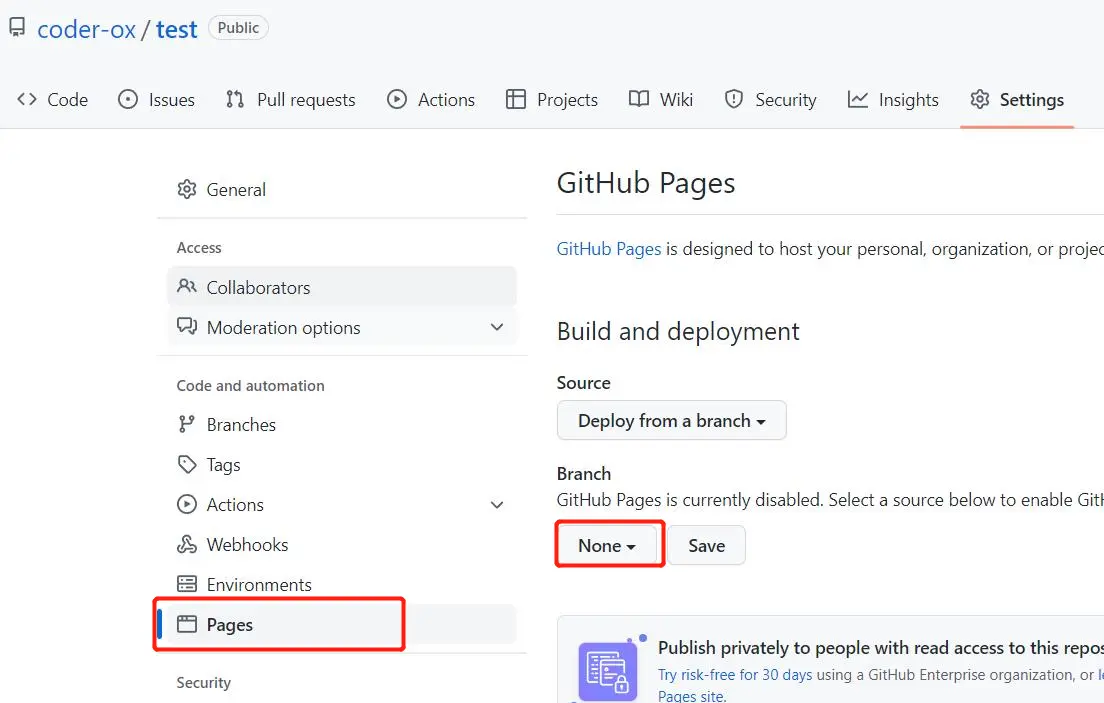 coder-ox / test Public
Code Issues Pull requests Actions Projects Wiki Security Insights Settings
General
Access
Collaborators
Moderation options
Code and automation
Branches
Tags
Actions
Webhooks
Environments
Pages
Security
GitHub Pages
GitHub Pages is designed to host your personal, organization, or projec
Build and deployment
Source
Deploy from a branch
Branch
GitHub Pages is currently disabled. Select a source below to enable GitH
None Save
Publish privately to people with read access to this repos
Try risk-free for 30 days using a GitHub Enterprise organization, or le
Pages site.